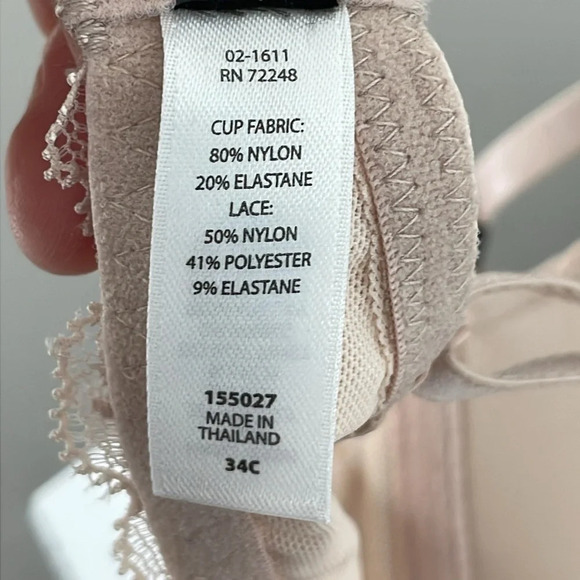 02-1611
RN 72248
CUP FABRIC:
80% NYLON
20% ELASTANE
LACE:
50% NYLON
41% POLYESTER
9% ELASTANE
155027
MADE IN
THAILAND
34C